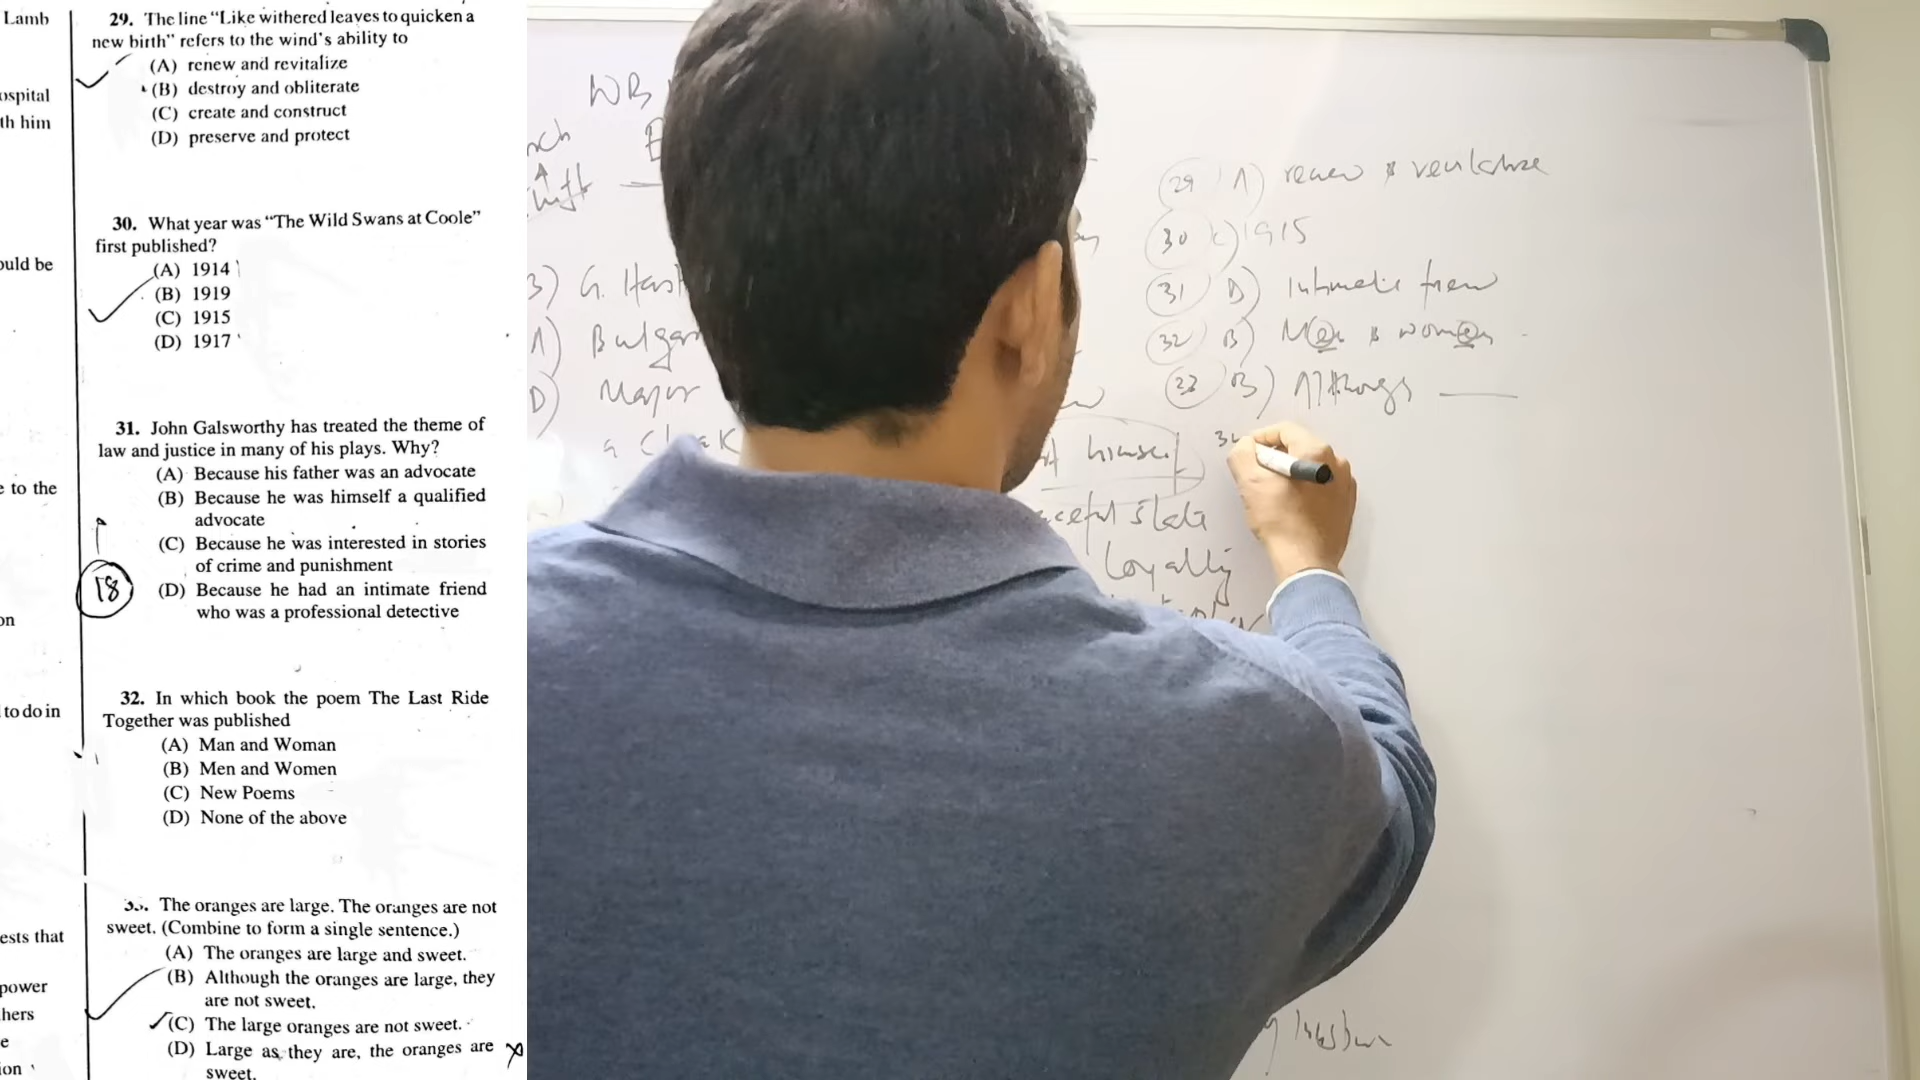 Lamb
ospital
th him
ould be
e to the
on
to do in
ests that
power
hers
e
ion
29. The line “Like withered leaves to quicken a
new birth” refers to the wind's ability to
(A) renew and revitalize
(B) destroy and obliterate
(C) create and construct
(D) preserve and protect
30. What year was “The Wild Swans at Coole”
first published?
(A) 1914
(B) 1919
(C) 1915
(D) 1917
31. John Galsworthy has treated the theme of
law and justice in many of his plays. Why?
(A) Because his father was an advocate
(B) Because he was himself a qualified
advocate
(C) Because he was interested in stories
of crime and punishment
18
(D) Because he had an intimate friend
who was a professional detective
32. In which book the poem The Last Ride
Together was published
(A) Man and Woman
(B) Men and Women
(C) New Poems
(D) None of the above
33. The oranges are large. The oranges are not
sweet. (Combine to form a single sentence.)
(A) The oranges are large and sweet.
(B) Although the oranges are large, they
are not sweet.
(C) The large oranges are not sweet.
(D) Large as they are, the oranges are
sweet.
WB
3) G. Hast
A) Bulgar
D) Major
a Cloak
himself
ceful state
Loyalty
29 A) renew &
30 C) 1915
31 D) Intimate
32 B) Men & women
33 B) Although
34